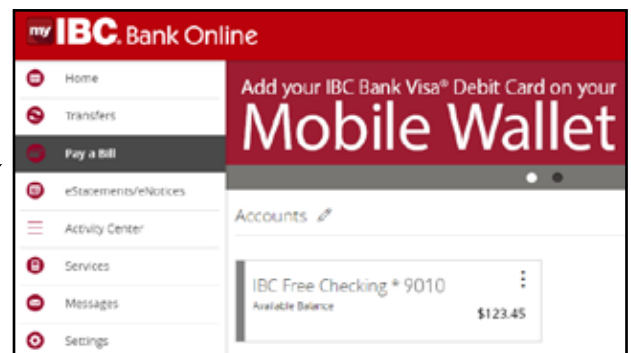 my IBC Bank Online
Home
Transfers
Pay a Bill
eStatements/eNotices
Activity Center
Services
Messages
Settings
Add your IBC Bank Visa® Debit Card on your
Mobile Wallet
Accounts
IBC Free Checking * 9010
Available Balance
$123.45